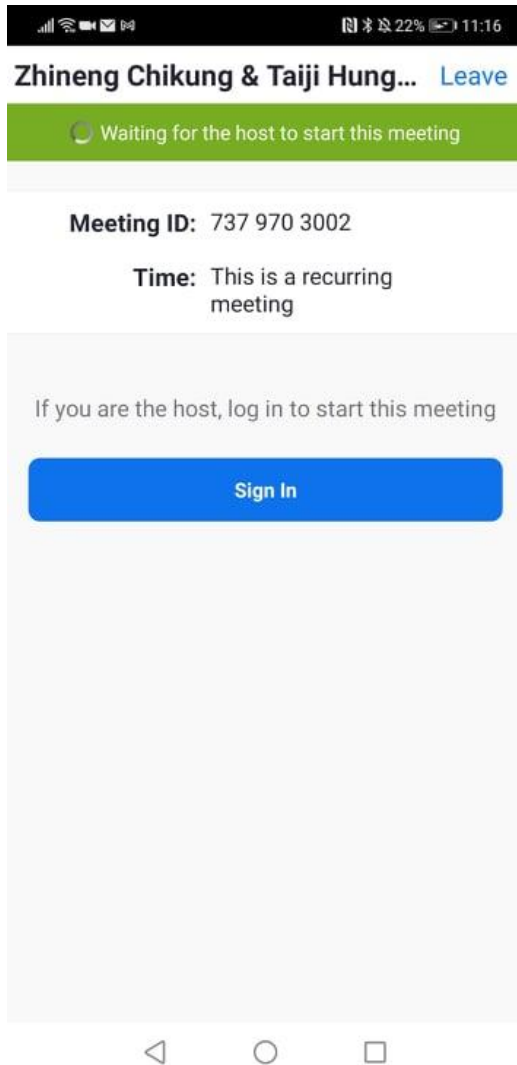 22% 11:16
Zhineng Chikung & Taiji Hung... Leave
Waiting for the host to start this meeting
Meeting ID: 737 970 3002
Time: This is a recurring
meeting
If you are the host, log in to start this meeting
Sign In